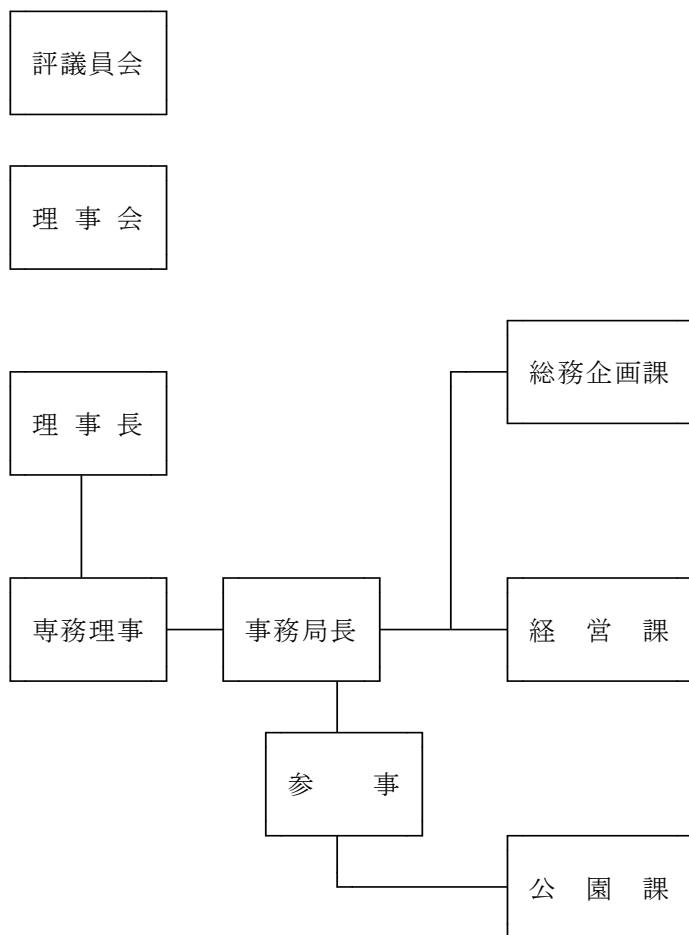 評議員会
理事会
総務企画課
理事長
専務理事
事務局長
経営課
参事
公園課